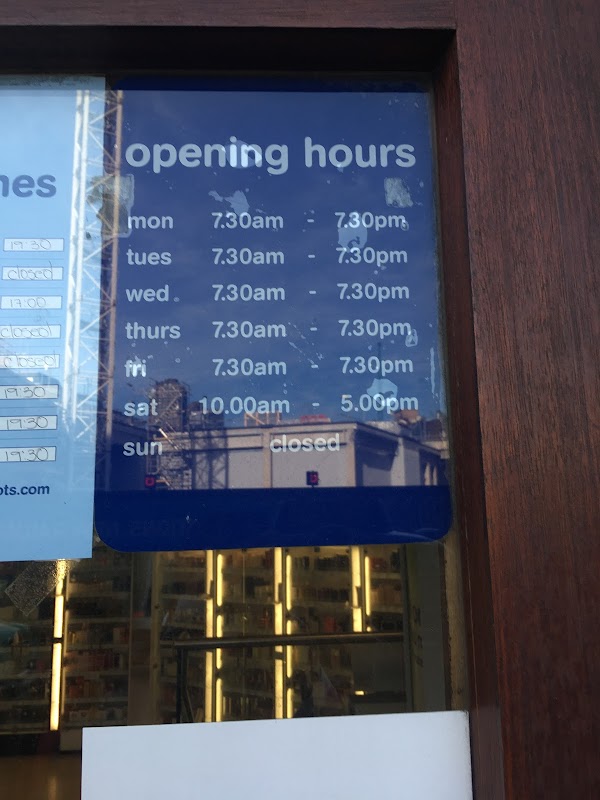 nes
19:30
closed
17:00
closed
closed
19:30
19:30
19:30
ots.com
opening hours
mon 7.30am - 7.30pm
tues 7.30am - 7.30pm
wed 7.30am - 7.30pm
thurs 7.30am - 7.30pm
fri 7.30am - 7.30pm
sat 10.00am - 5.00pm
sun closed